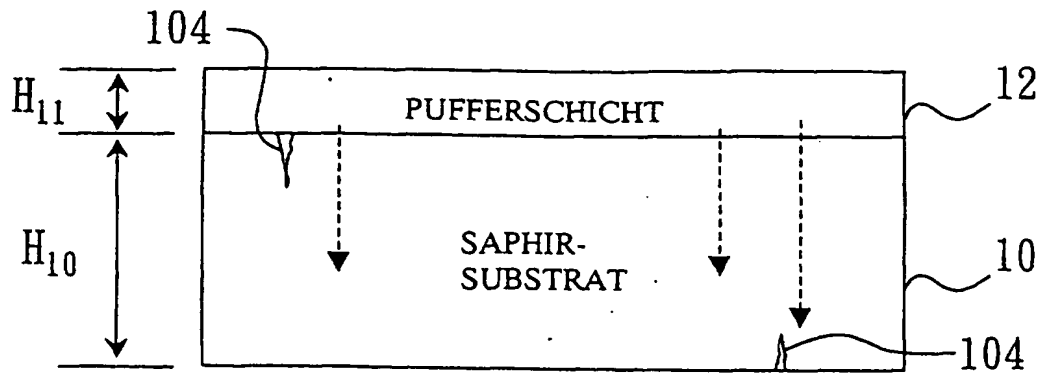 104
H11
PUFFERSCHICHT
12
H10
SAPHIR-
SUBSTRAT
10
104